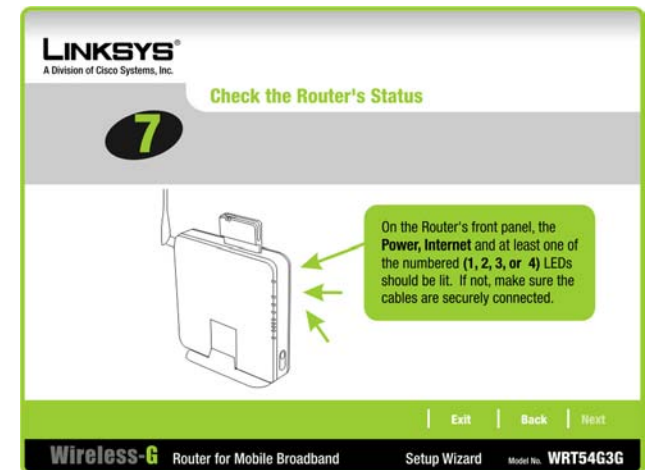 LINKSYS®
A Division of Cisco Systems, Inc.
Check the Router's Status
7
On the Router's front panel, the
Power, Internet and at least one of
the numbered (1, 2, 3, or 4) LEDs
should be lit. If not, make sure the
cables are securely connected.
Exit Back Next
Wireless-G Router for Mobile Broadband Setup Wizard Model No. WRT54G3G